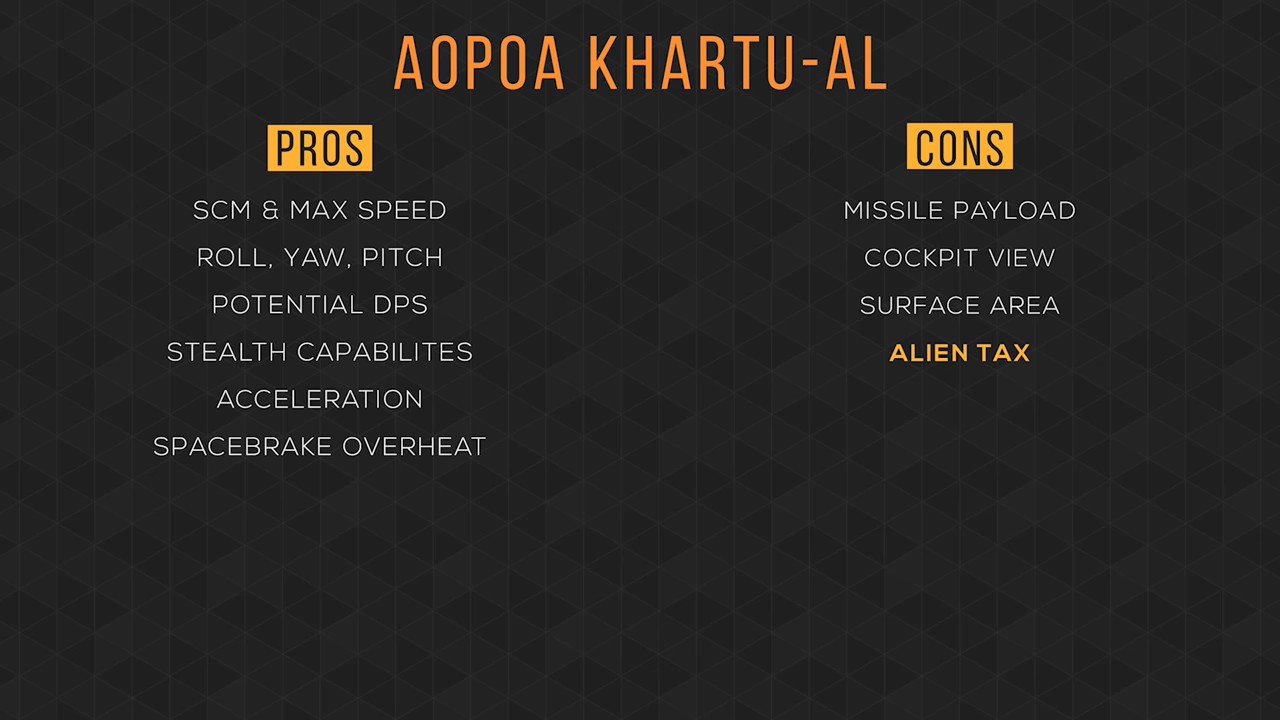 AOPOA KHARTU-AL
PROS
SCM & MAX SPEED
ROLL, YAW, PITCH
POTENTIAL DPS
STEALTH CAPABILITES
ACCELERATION
SPACEBRAKE OVERHEAT
CONS
MISSILE PAYLOAD
COCKPIT VIEW
SURFACE AREA
ALIEN TAX